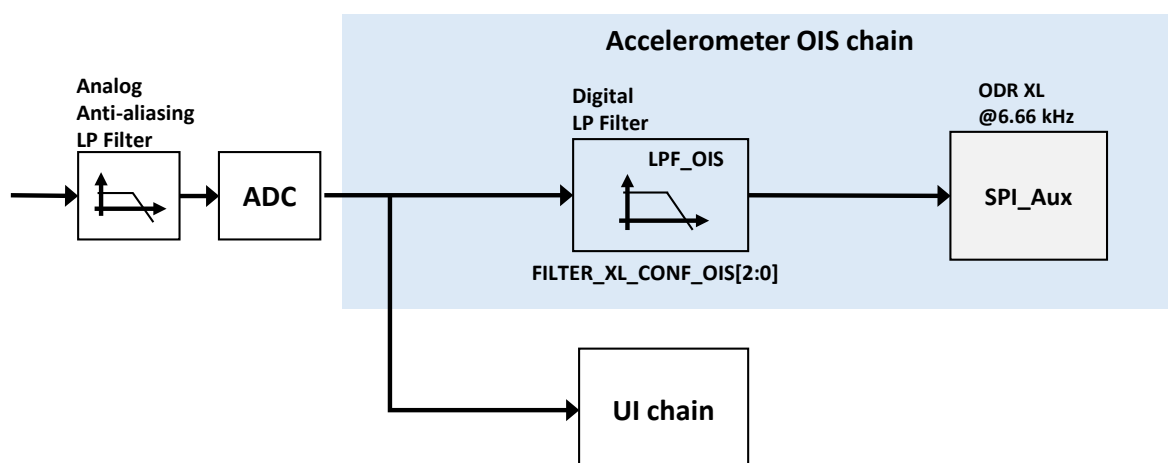 Accelerometer OIS chain
Analog
Anti-aliasing
LP Filter
ADC
Digital
LP Filter
LPF_OIS
FILTER_XL_CONF_OIS[2:0]
ODR XL
@6.66 kHz
SPI_Aux
UI chain